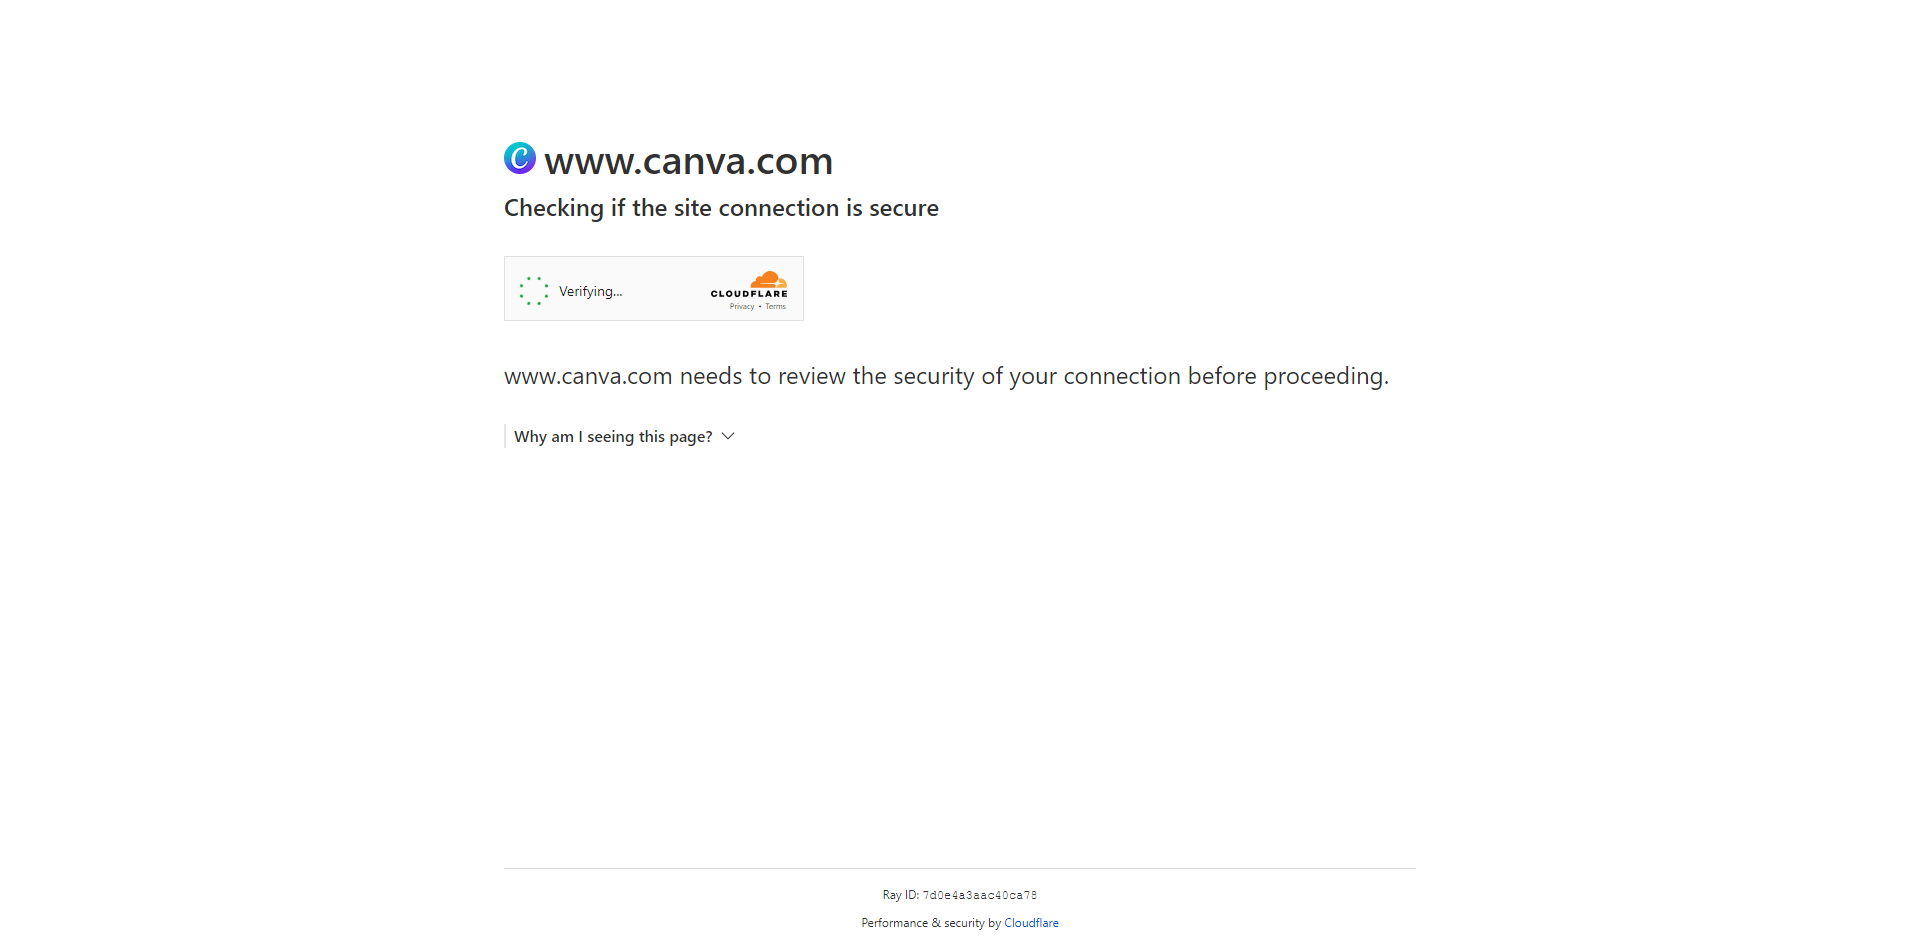 www.canva.com
Checking if the site connection is secure
Verifying...
CLOUDFLARE
Privacy • Terms
www.canva.com needs to review the security of your connection before proceeding.
Why am I seeing this page?
Ray ID: 7d0e4a3aac40ca78
Performance & security by Cloudflare